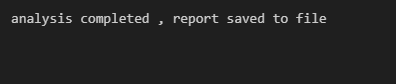 analysis completed , report saved to file